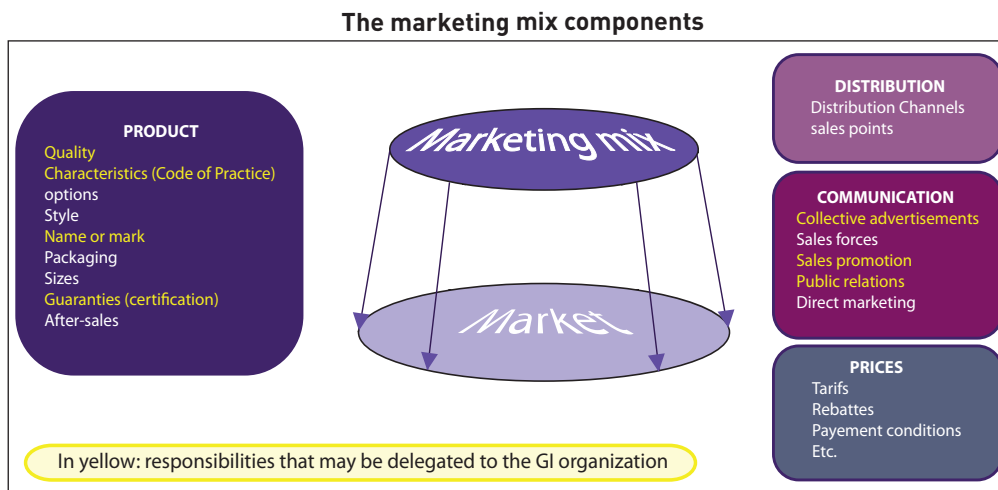 The marketing mix components
PRODUCT
Quality
Characteristics (Code of Practice)
options
Style
Name or mark
Packaging
Sizes
Guaranties (certification)
After-sales
Marketing mix
Market
DISTRIBUTION
Distribution Channels
sales points
COMMUNICATION
Collective advertisements
Sales forces
Sales promotion
Public relations
Direct marketing
PRICES
Tarifs
Rebattes
Payement conditions
Etc.
In yellow: responsibilities that may be delegated to the GI organization